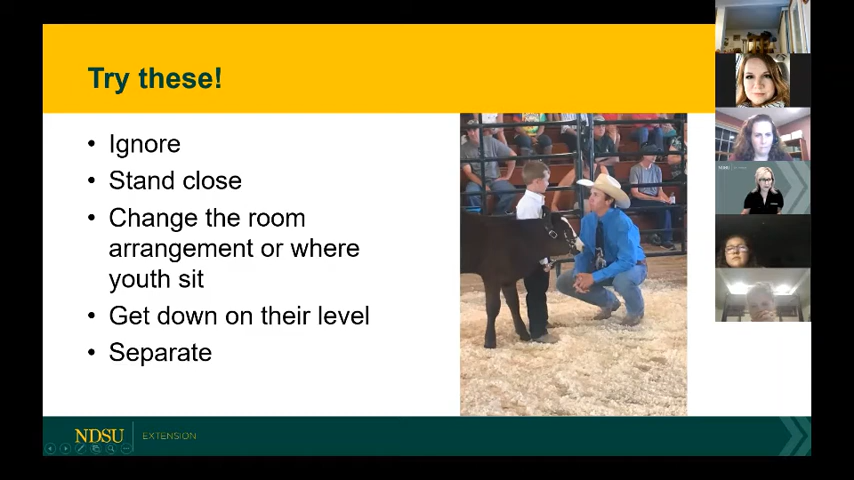 Try these!
• Ignore
• Stand close
• Change the room
arrangement or where
youth sit
• Get down on their level
• Separate
NDSU EXTENSION